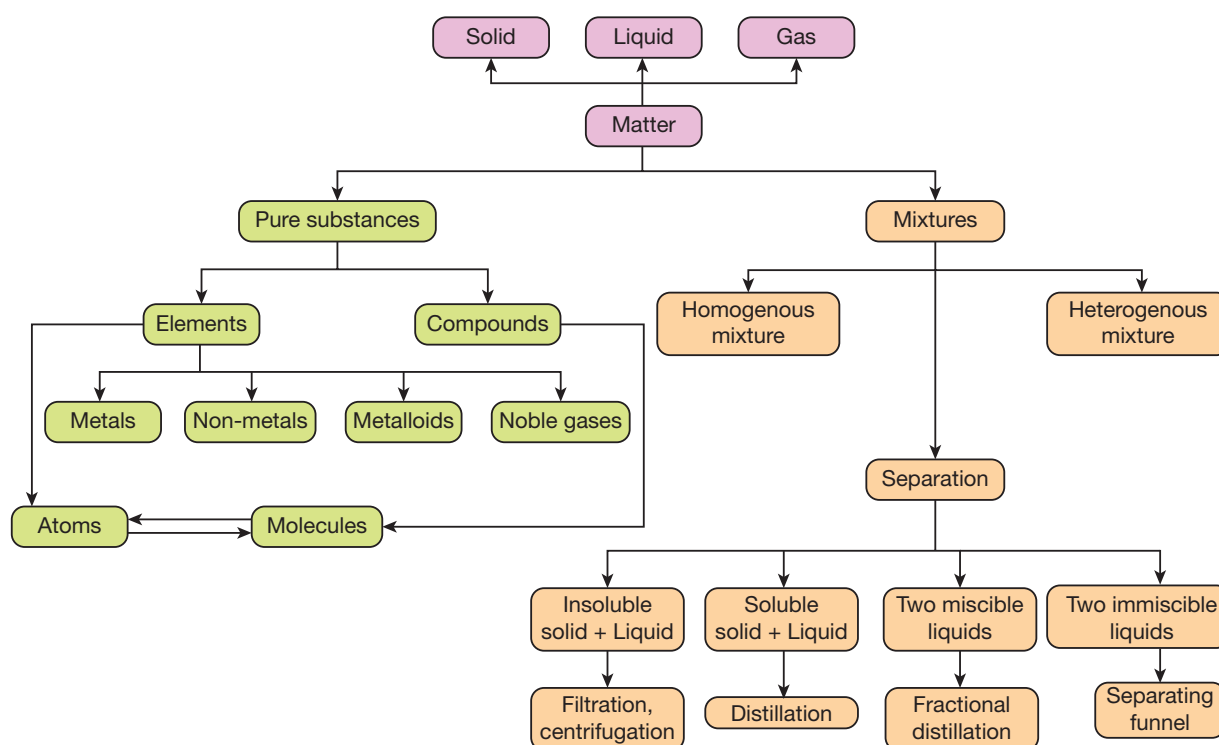 Solid
Liquid
Gas
Matter
Pure substances
Mixtures
Homogenous
mixture
Heterogenous
mixture
Elements
Compounds
Metals
Non-metals
Metalloids
Noble gases
Separation
Atoms
Molecules
Insoluble
solid + Liquid
Soluble
solid + Liquid
Two miscible
liquids
Two immiscible
liquids
Filtration,
centrifugation
Distillation
Fractional
distillation
Separating
funnel